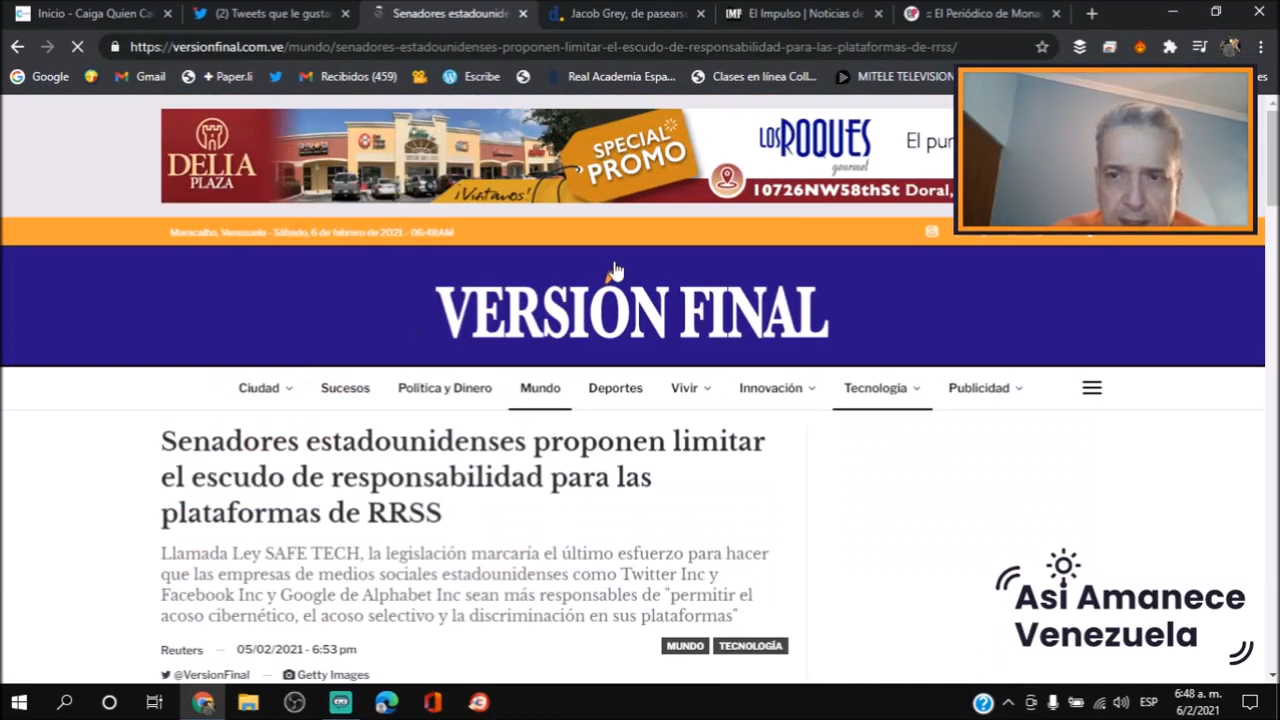 Inicio - Caiga Quien Ca
(2) Tweets que le gusta
Senadores estadounide
Jacob Grey, de pasears
El Impulso | Noticias de
:: El Periódico de Mona
https://versionfinal.com.ve/mundo/senadores-estadounidenses-proponen-limitar-el-escudo-de-responsabilidad-para-las-plataformas-de-rrss/
Google
Gmail
+ Paper.li
Recibidos (459)
Escribe
Real Academia Espa...
Clases en línea Coll...
MITELE TELEVISION
DELIA
PLAZA
¡Visítanos!
SPECIAL
PROMO
LOS ROQUES
gourmet
El pun
10726NW58thSt Doral,
Maracaibo, Venezuela - Sábado, 6 de febrero de 2021 - 06:48AM
VERSIÓN FINAL
Ciudad
Sucesos
Política y Dinero
Mundo
Deportes
Vivir
Innovación
Tecnología
Publicidad
Senadores estadounidenses proponen limitar
el escudo de responsabilidad para las
plataformas de RRSS
Llamada Ley SAFE TECH, la legislación marcaría el último esfuerzo para hacer
que las empresas de medios sociales estadounidenses como Twitter Inc y
Facebook Inc y Google de Alphabet Inc sean más responsables de "permitir el
acoso cibernético, el acoso selectivo y la discriminación en sus plataformas"
Reuters — 05/02/2021 - 6:53 pm
MUNDO
TECNOLOGÍA
@VersionFinal — Getty Images
Asi Amanece
Venezuela
ESP
6:48 a. m.
6/2/2021